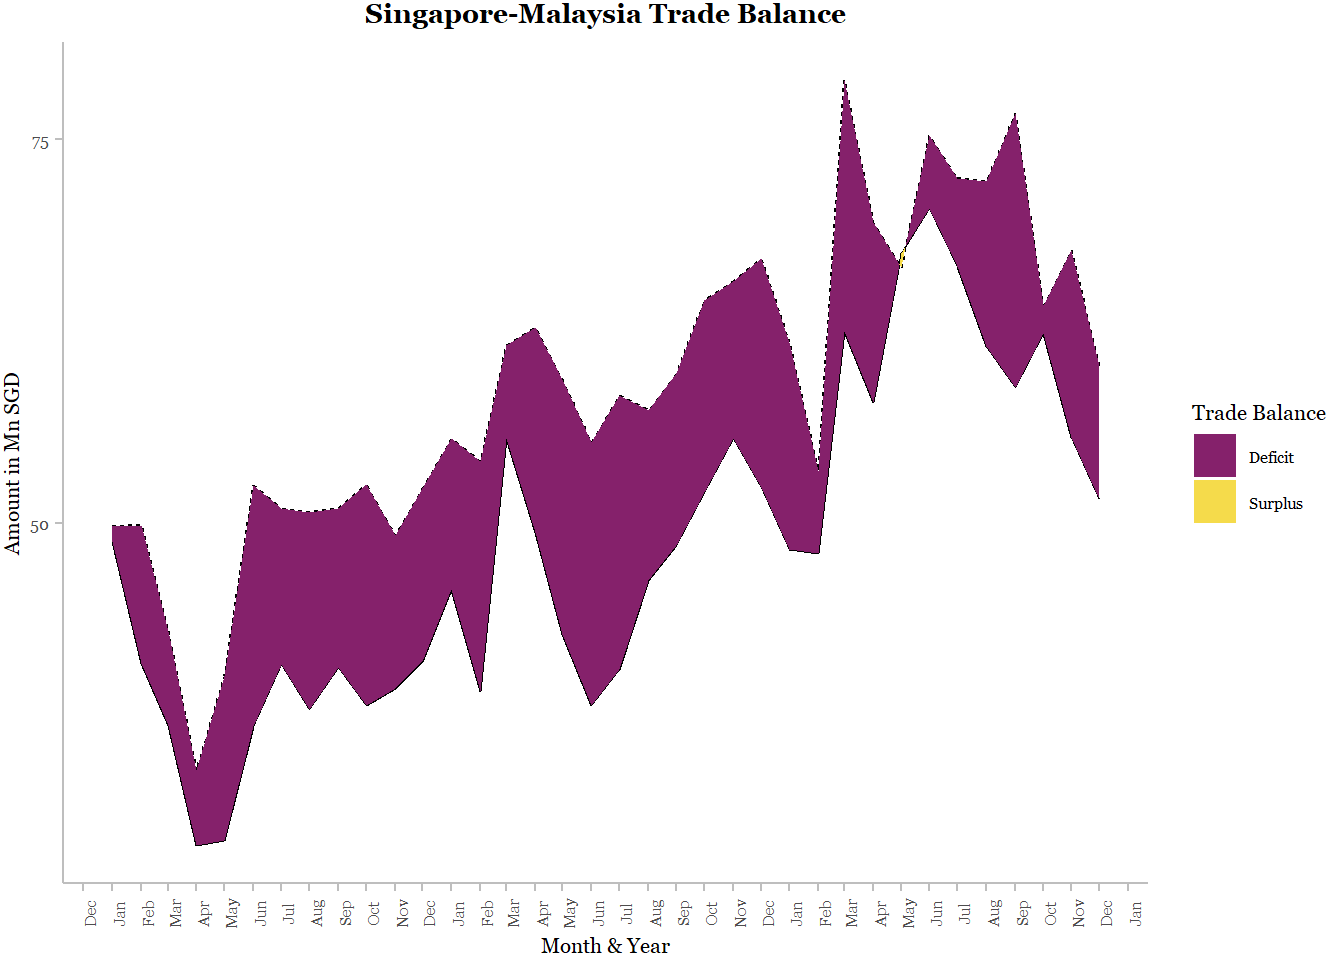 Singapore-Malaysia Trade Balance
Amount in Mn SGD
75
50
Dec Jan Feb Mar Apr May Jun Jul Aug Sep Oct Nov Dec Jan Feb Mar Apr May Jun Jul Aug Sep Oct Nov Dec Jan Feb Mar Apr May Jun Jul Aug Sep Oct Nov Dec Jan
Month & Year
Trade Balance
Deficit
Surplus